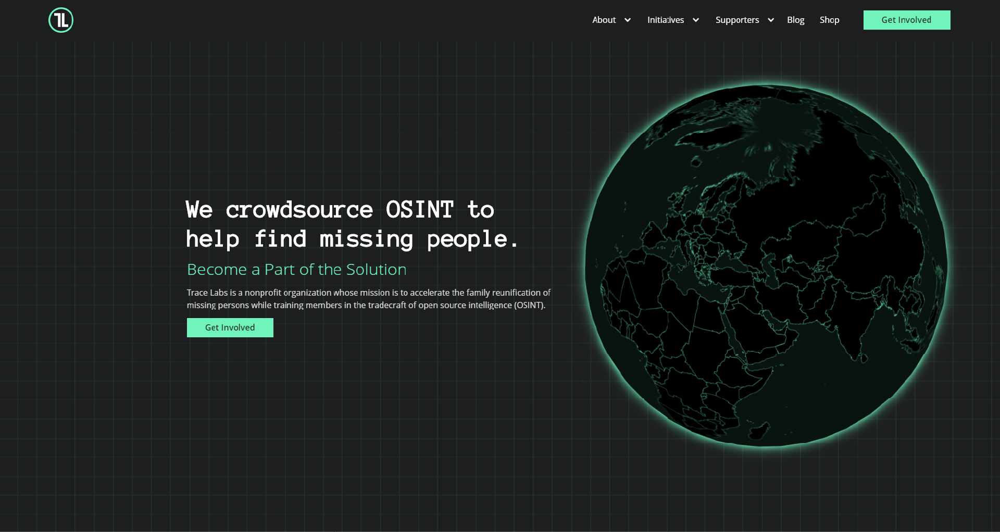 TL
About
Initiatives
Supporters
Blog
Shop
Get Involved
We crowdsource OSINT to
help find missing people.
Become a Part of the Solution
Trace Labs is a nonprofit organization whose mission is to accelerate the family reunification of
missing persons while training members in the tradecraft of open source intelligence (OSINT).
Get Involved